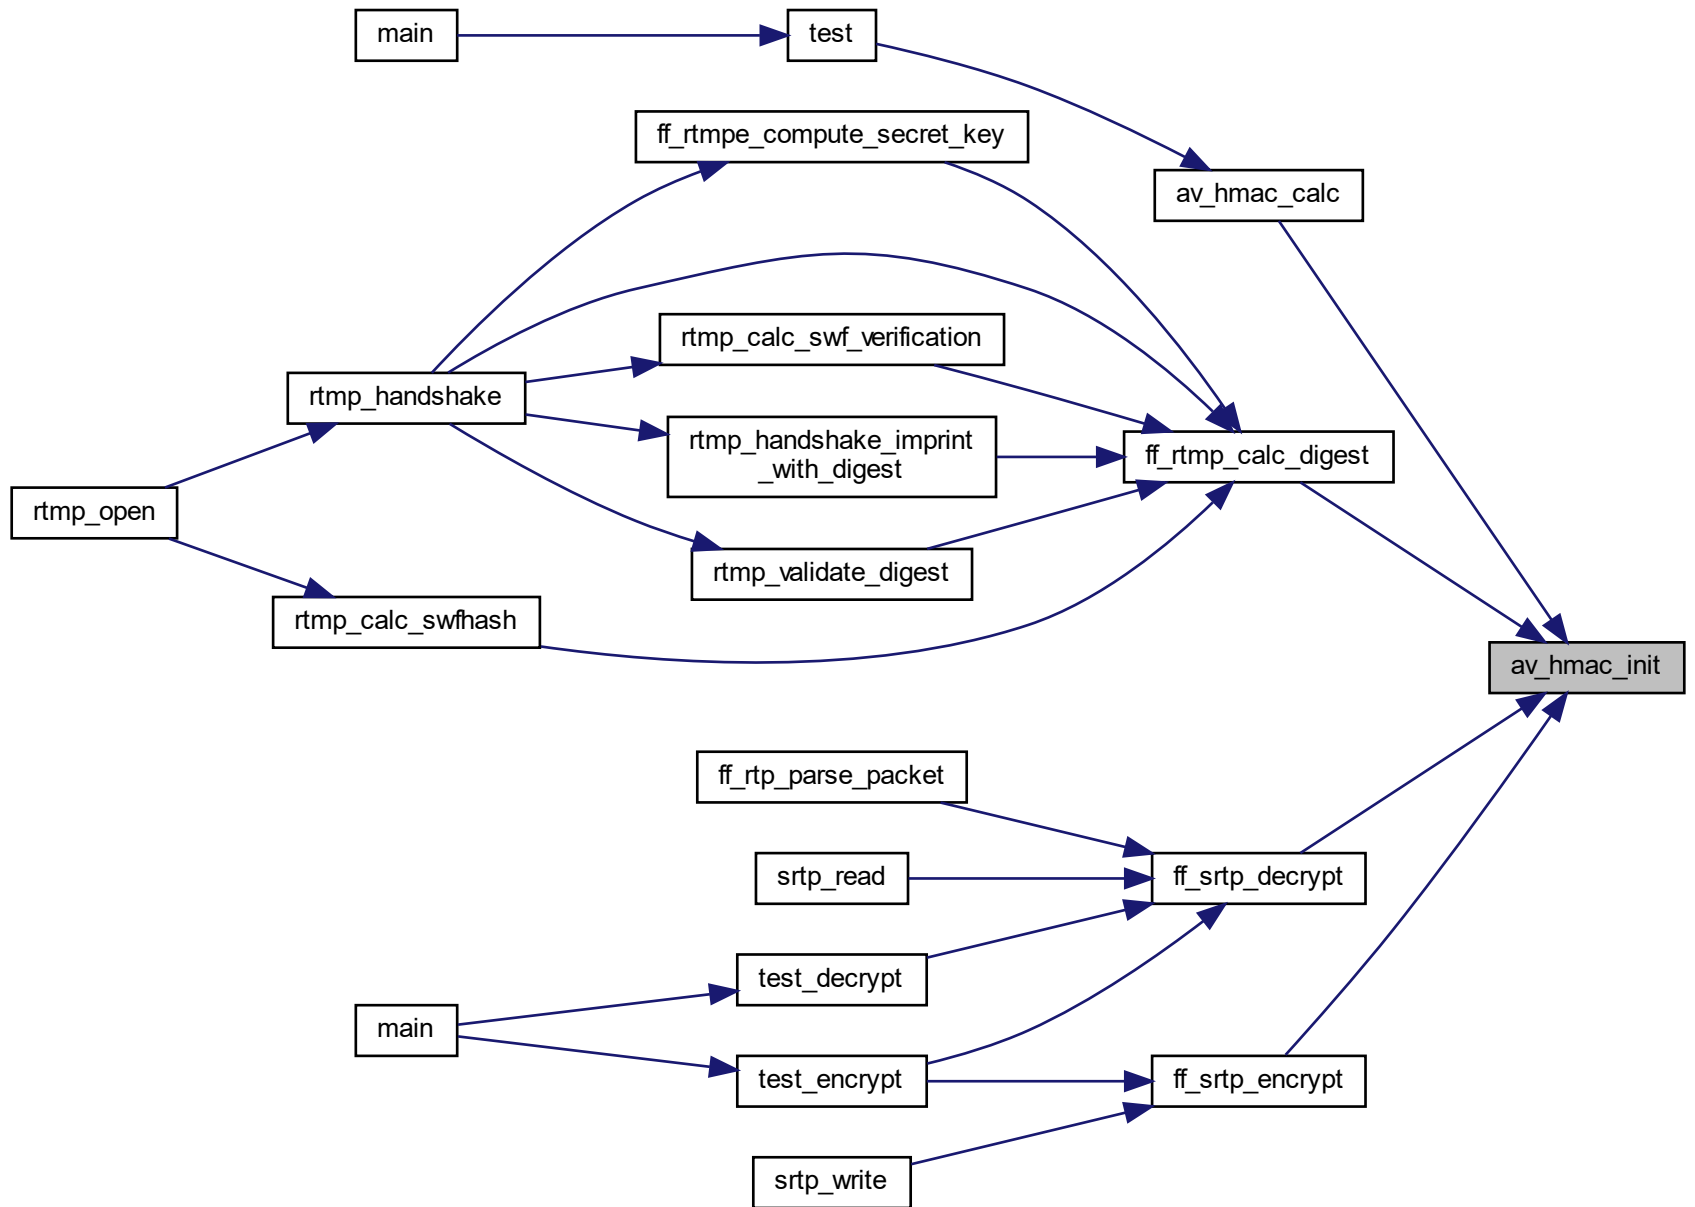 main
test
ff_rtmpe_compute_secret_key
av_hmac_calc
rtmp_calc_swf_verification
rtmp_handshake
rtmp_handshake_imprint
_with_digest
ff_rtmp_calc_digest
rtmp_open
rtmp_validate_digest
rtmp_calc_swfhash
av_hmac_init
ff_rtp_parse_packet
srtp_read
ff_srtp_decrypt
test_decrypt
main
test_encrypt
ff_srtp_encrypt
srtp_write